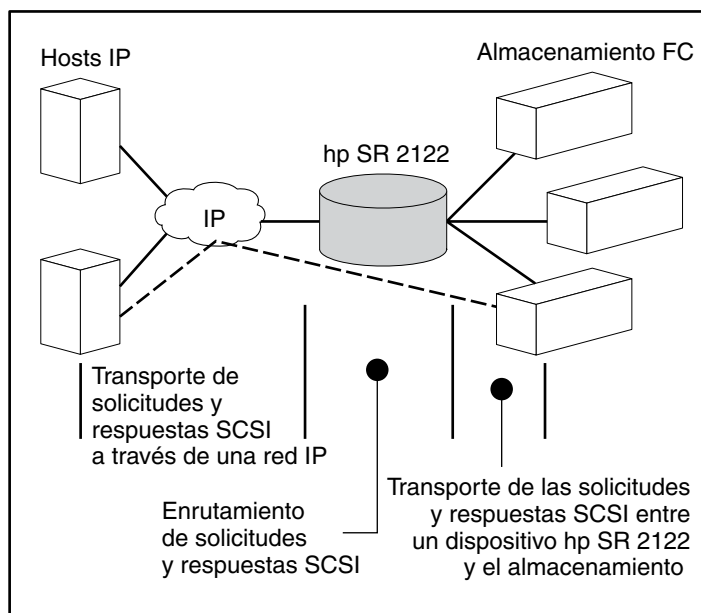 Hosts IP
Almacenamiento FC
hp SR 2122
IP
Transporte de
solicitudes y
respuestas SCSI
a través de una red IP
Enrutamiento
de solicitudes
y respuestas SCSI
Transporte de las solicitudes
y respuestas SCSI entre
un dispositivo hp SR 2122
y el almacenamiento